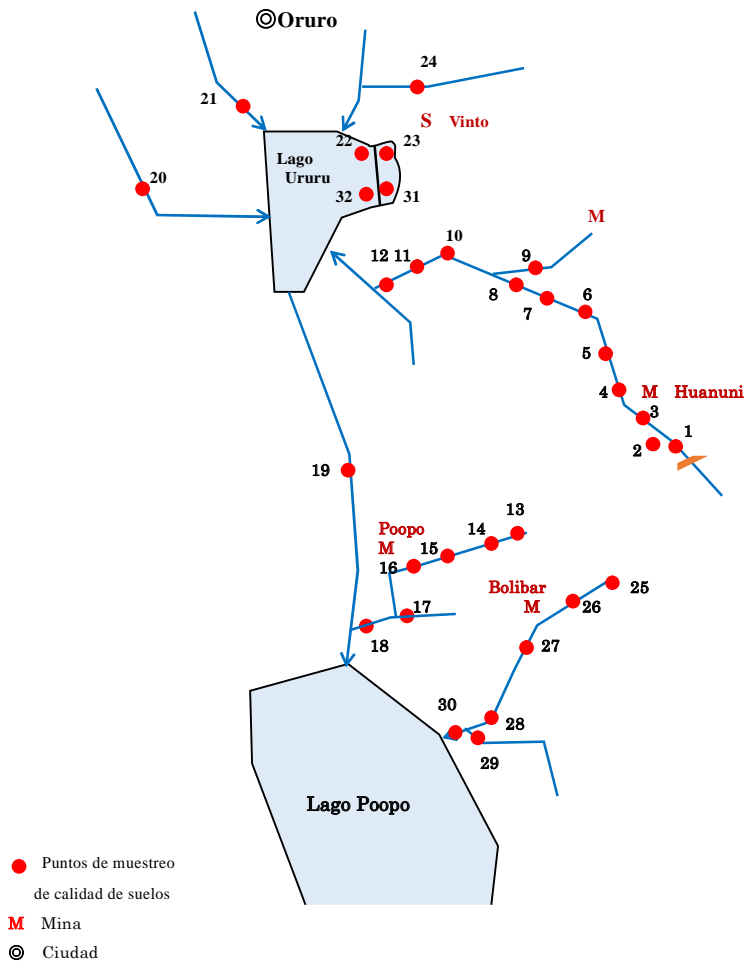 Oruro
24
21
S Vinto
22
23
Lago
Ururu
20
32
31
M
10
12
11
9
8
7
6
5
4
M Huanuni
3
1
2
19
13
Poopo
14
M
15
16
Bolibar
25
M
26
17
18
27
30
28
29
Lago Poopo
Puntos de muestreo
de calidad de suelos
M Mina
Ciudad